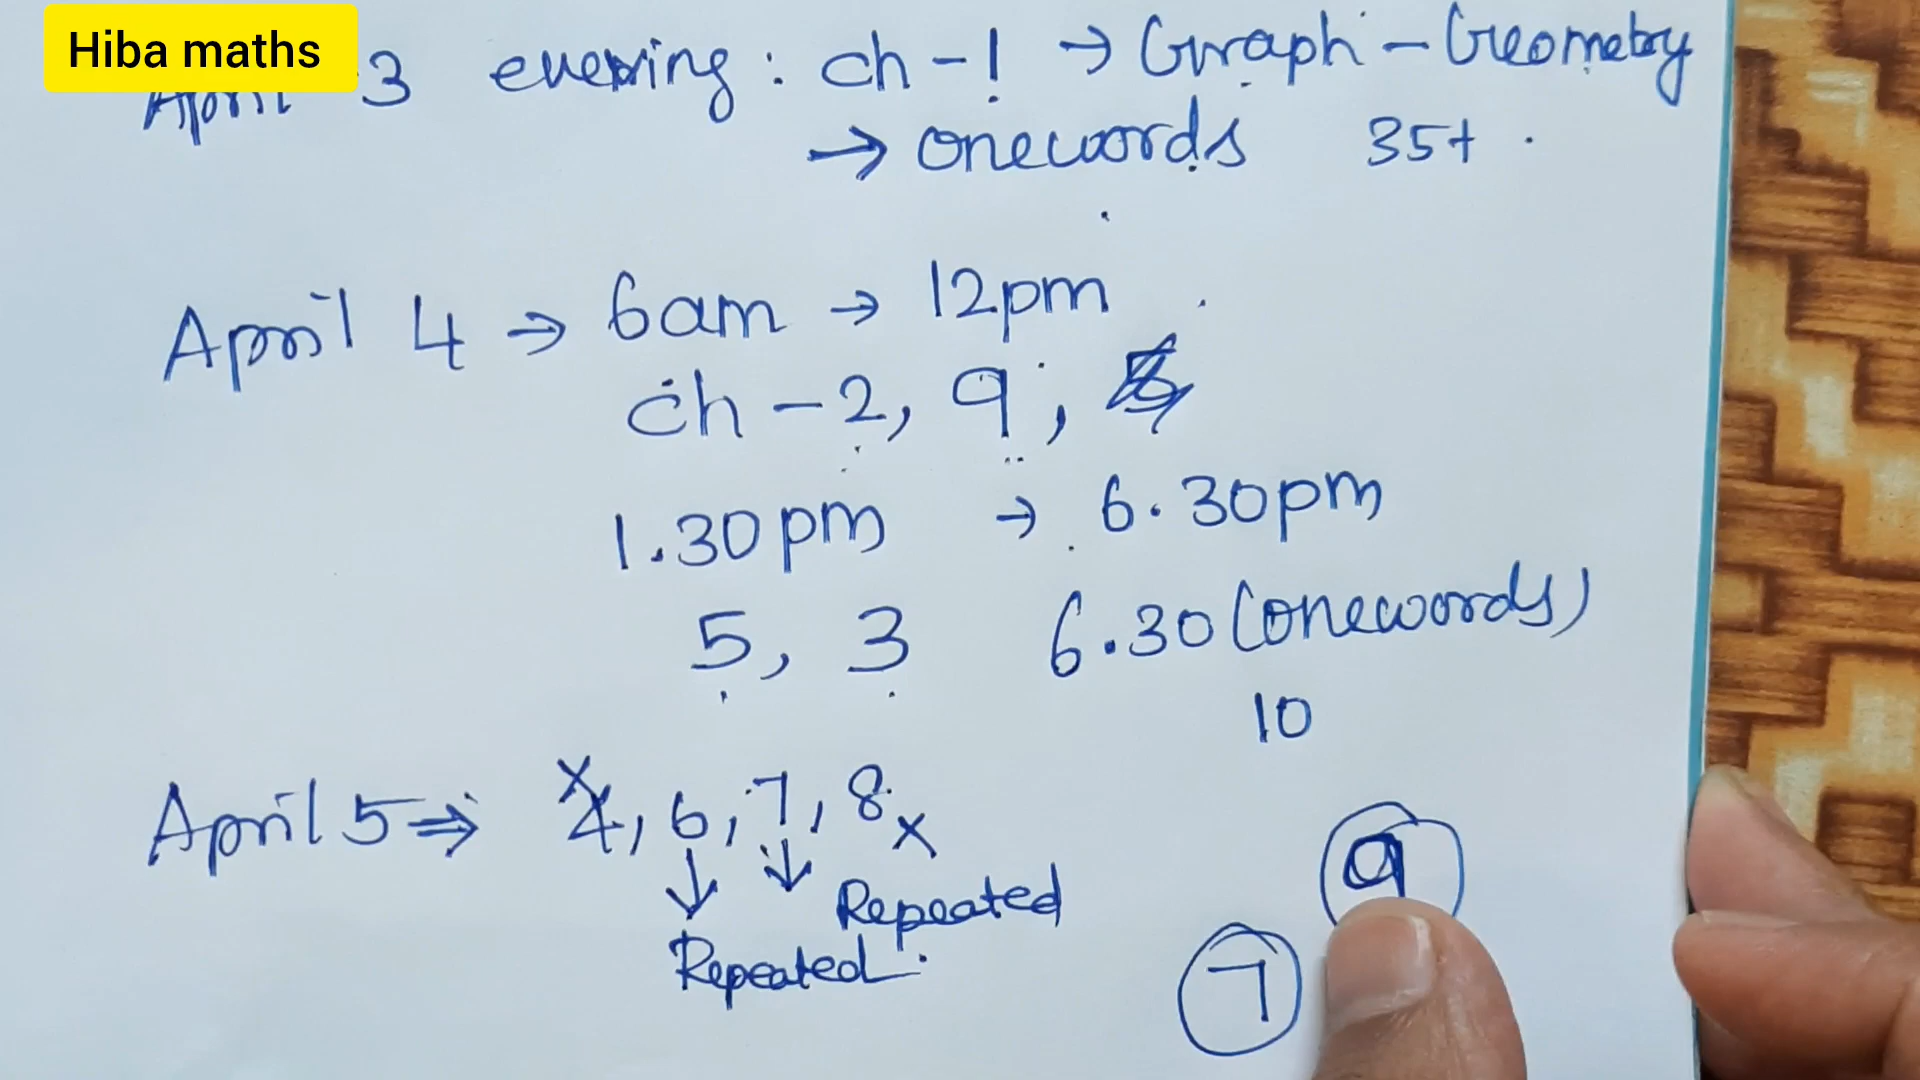 Hiba maths
April 3 evening : ch - 1 → Graph - Geometry
→ onewords 35+
April 4 → 6am → 12pm
ch - 2, 9,
1.30pm → 6.30pm
5, 3 6.30 (onewords)
10
April 5 ⇒ x 4, 6, 7, 8 x
↓ ↓ Repeated
Repeated.
9
7